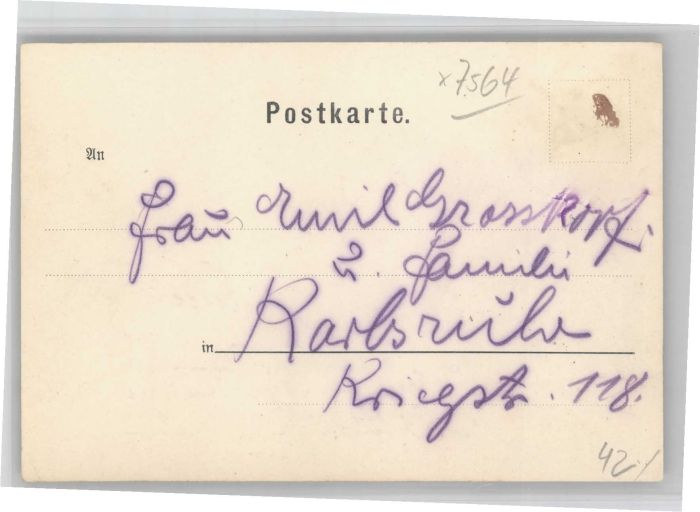 x7564
Postkarte.
An
Frau Emil Grosskopf.
u. Familie
in Karlsruhe
Kriegstr. 118.
42